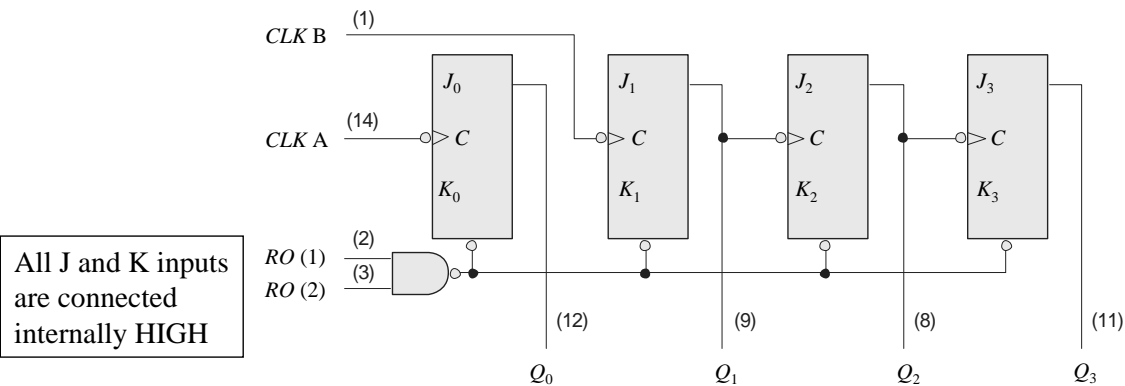 (1)
CLK B
J0
J1
J2
J3
(14)
CLK A
C
C
C
C
K0
K1
K2
K3
(2)
RO (1)
(3)
RO (2)
All J and K inputs
are connected
internally HIGH
(12)
(9)
(8)
(11)
Q0
Q1
Q2
Q3